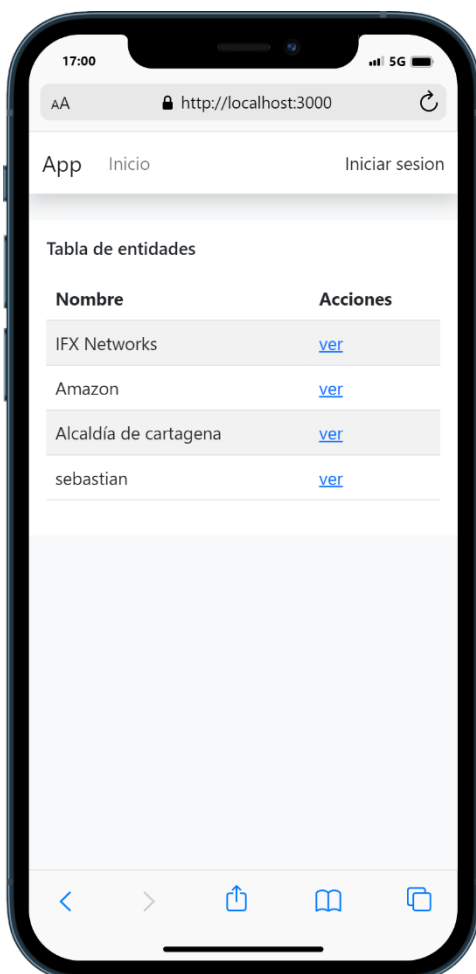 17:00 5G
AA http://localhost:3000
App Inicio Iniciar sesion
Tabla de entidades
Nombre Acciones
IFX Networks ver
Amazon ver
Alcaldía de cartagena ver
sebastian ver